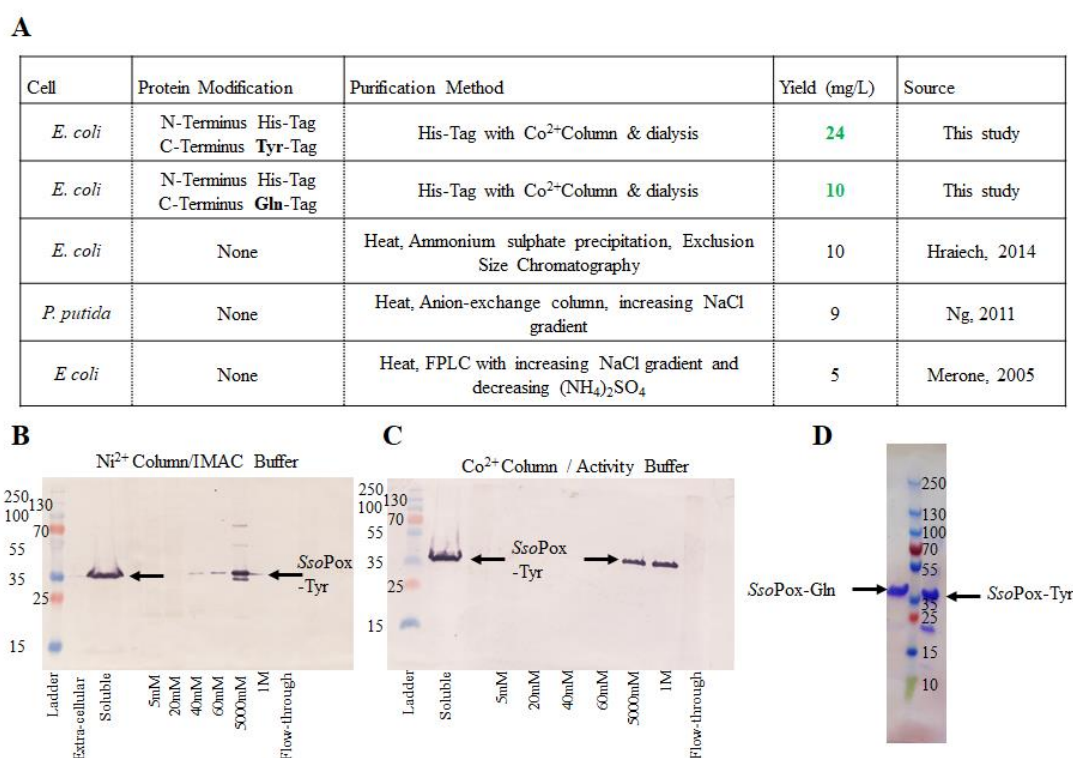 A
Cell Protein Modification Purification Method Yield (mg/L) Source
E. coli N-Terminus His-Tag C-Terminus Tyr-Tag His-Tag with Co2+Column & dialysis 24 This study
E. coli N-Terminus His-Tag C-Terminus Gln-Tag His-Tag with Co2+Column & dialysis 10 This study
E. coli None Heat, Ammonium sulphate precipitation, Exclusion Size Chromatography 10 Hraiech, 2014
P. putida None Heat, Anion-exchange column, increasing NaCl gradient 9 Ng, 2011
E coli None Heat, FPLC with increasing NaCl gradient and decreasing (NH4)2SO4 5 Merone, 2005
B
Ni2+ Column/IMAC Buffer
250
130
100
70
55
35
25
15
SsoPox
-Tyr
Ladder
Extra-cellular
Soluble
5mM
20mM
40mM
60mM
5000mM
1M
Flow-through
C
Co2+ Column / Activity Buffer
250
130
100
70
55
35
25
15
SsoPox
-Tyr
Ladder
Soluble
5mM
20mM
40mM
60mM
5000mM
1M
Flow-through
D
250
130
100
70
55
35
25
15
10
SsoPox-Gln
SsoPox-Tyr